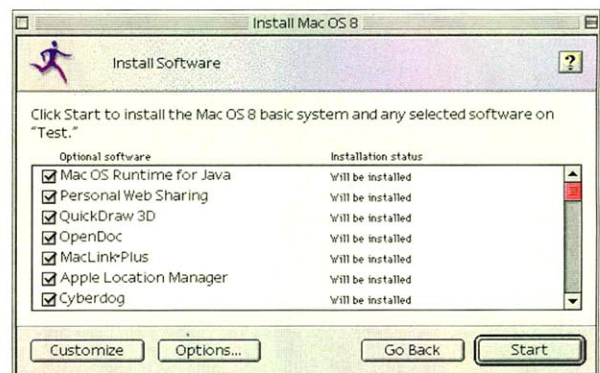 Install Mac OS 8
Install Software
?
Click Start to install the Mac OS 8 basic system and any selected software on
"Test."
Optional software Installation status
Mac OS Runtime for Java Will be installed
Personal Web Sharing Will be installed
QuickDraw 3D Will be installed
OpenDoc Will be installed
MacLink•Plus Will be installed
Apple Location Manager Will be installed
Cyberdog Will be installed
Customize Options... Go Back Start